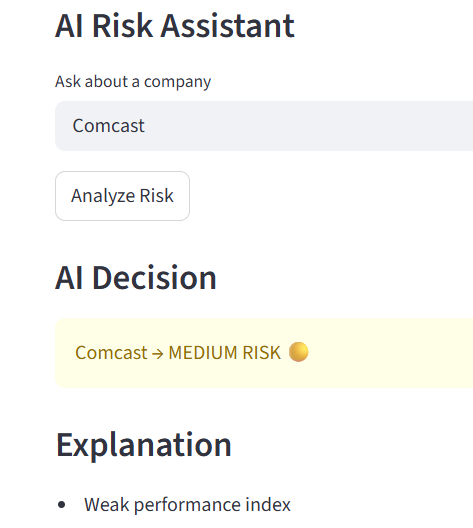 AI Risk Assistant
Ask about a company
Comcast
Analyze Risk
AI Decision
Comcast → MEDIUM RISK 🟡
Explanation
• Weak performance index